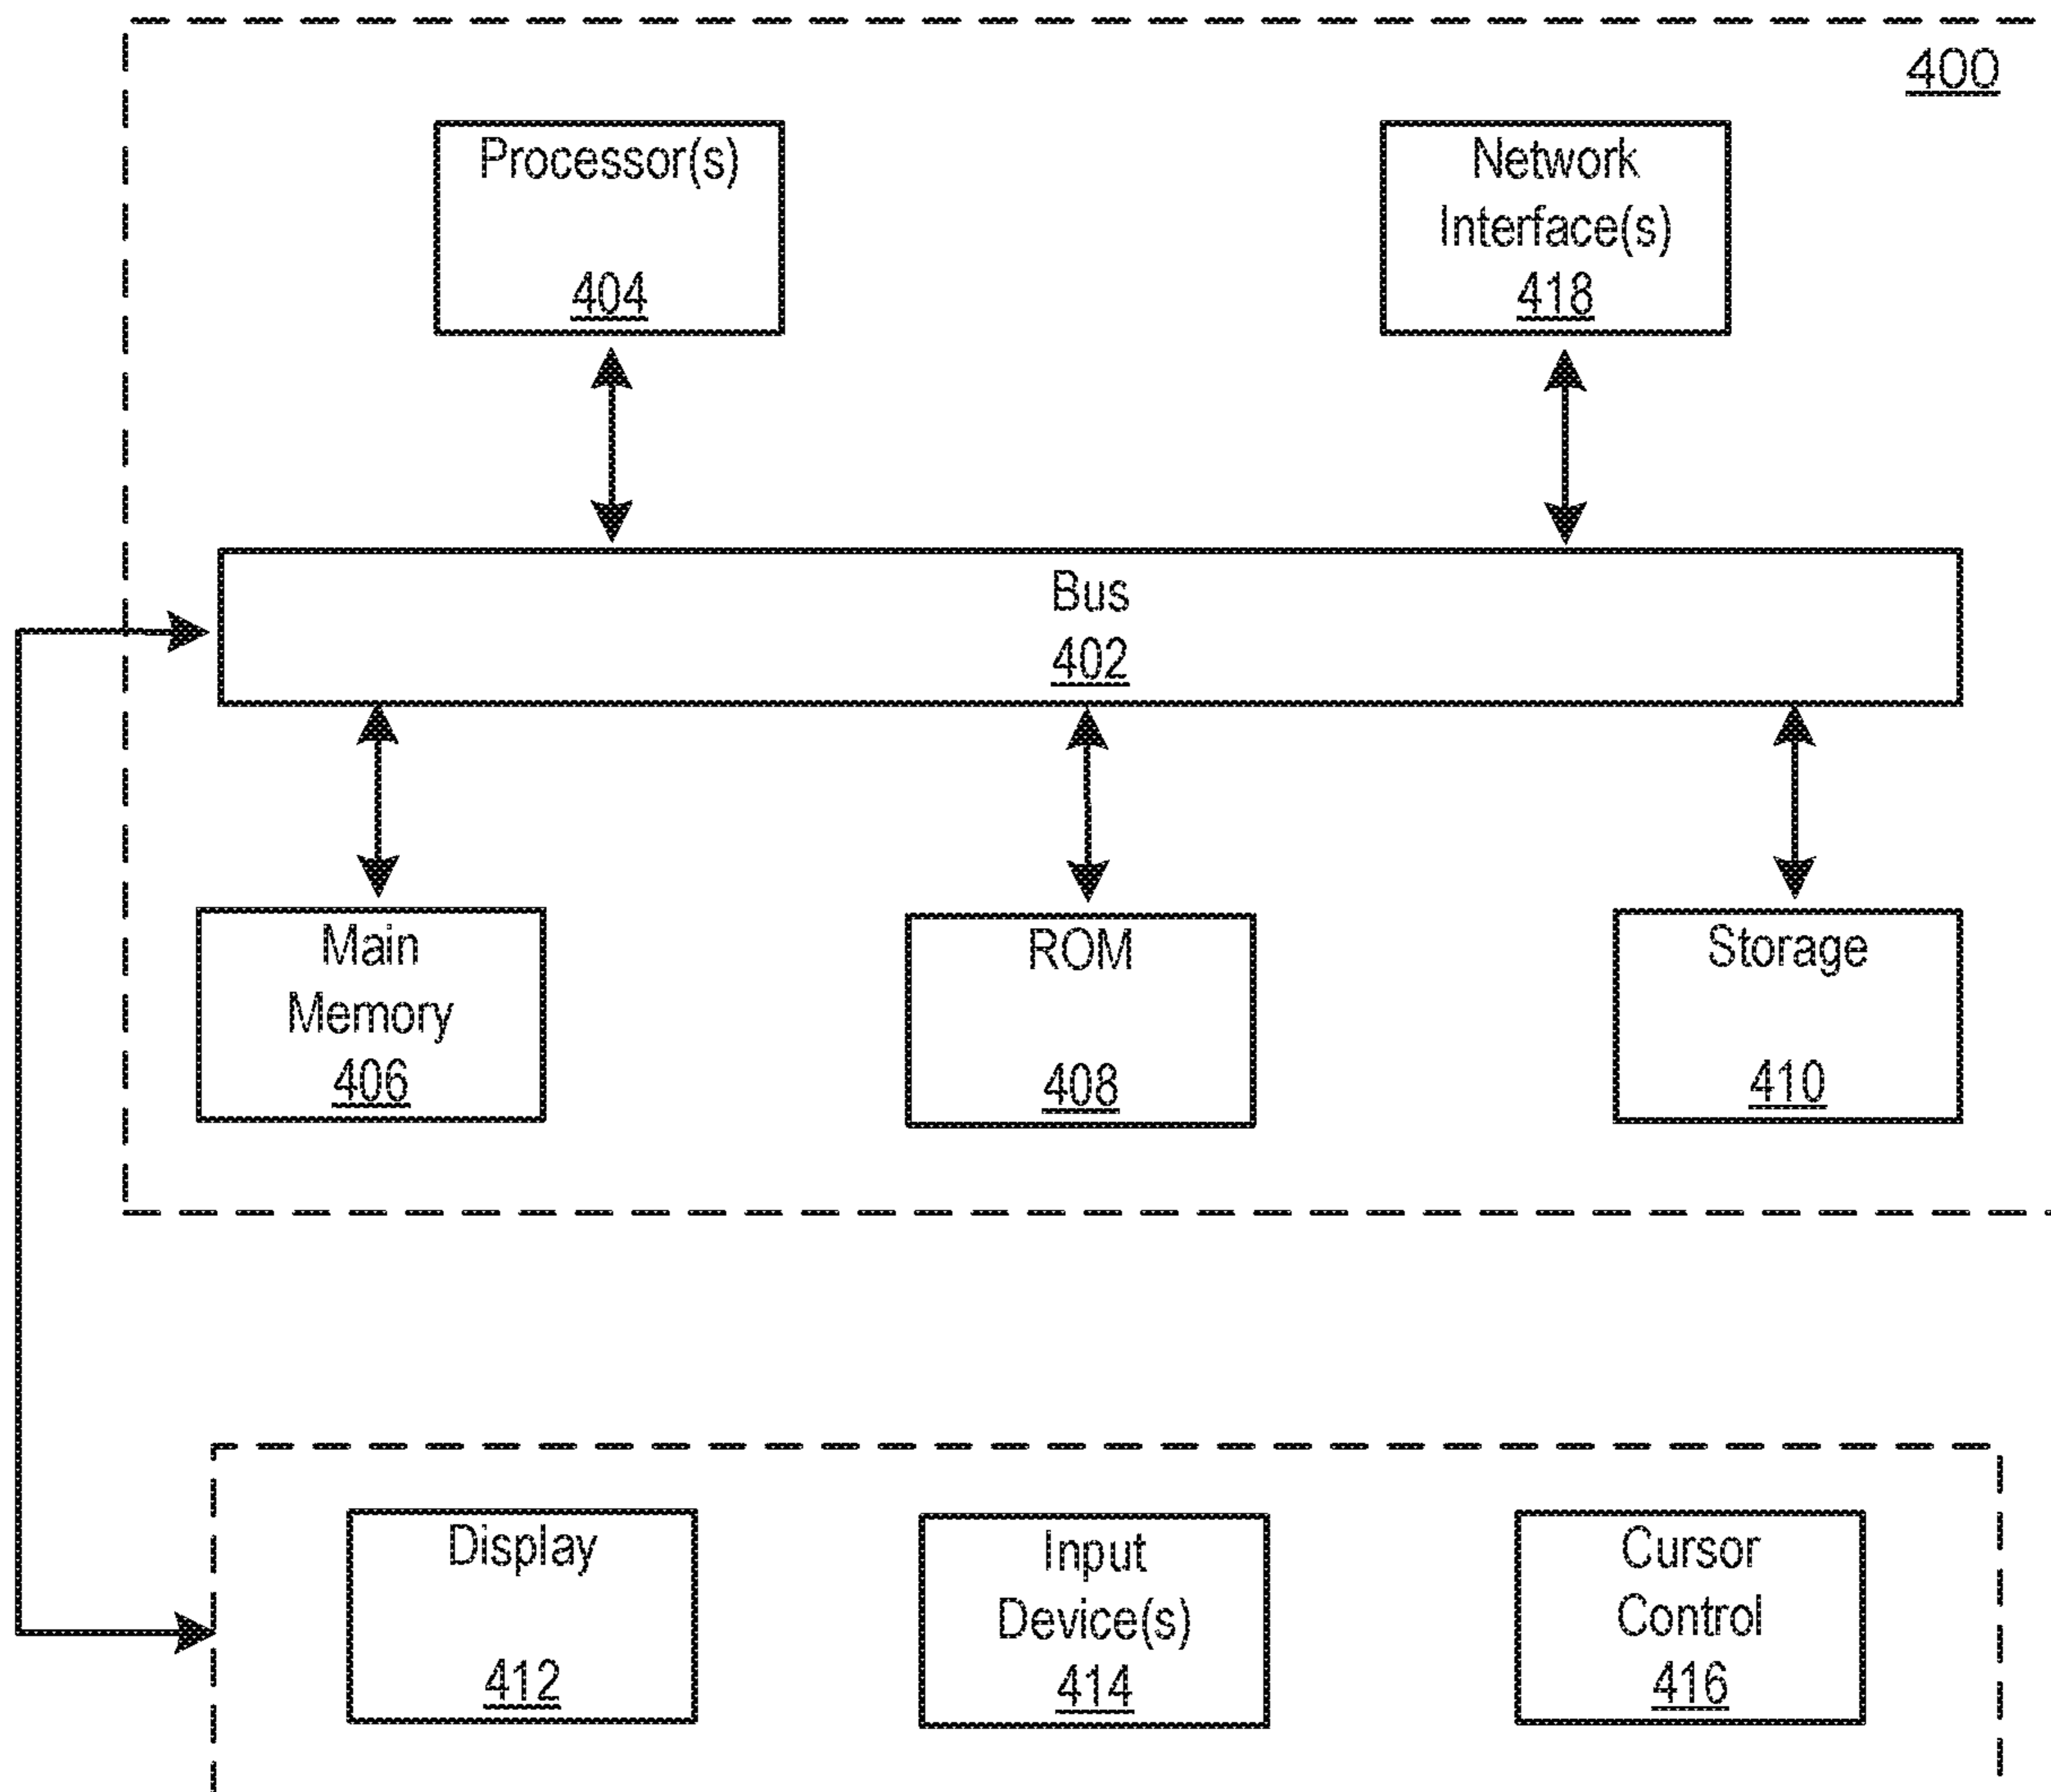 400
Processor(s)
404
Network
Interface(s)
418
Bus
402
Main
Memory
406
ROM
408
Storage
410
Display
412
Input
Device(s)
414
Cursor
Control
416